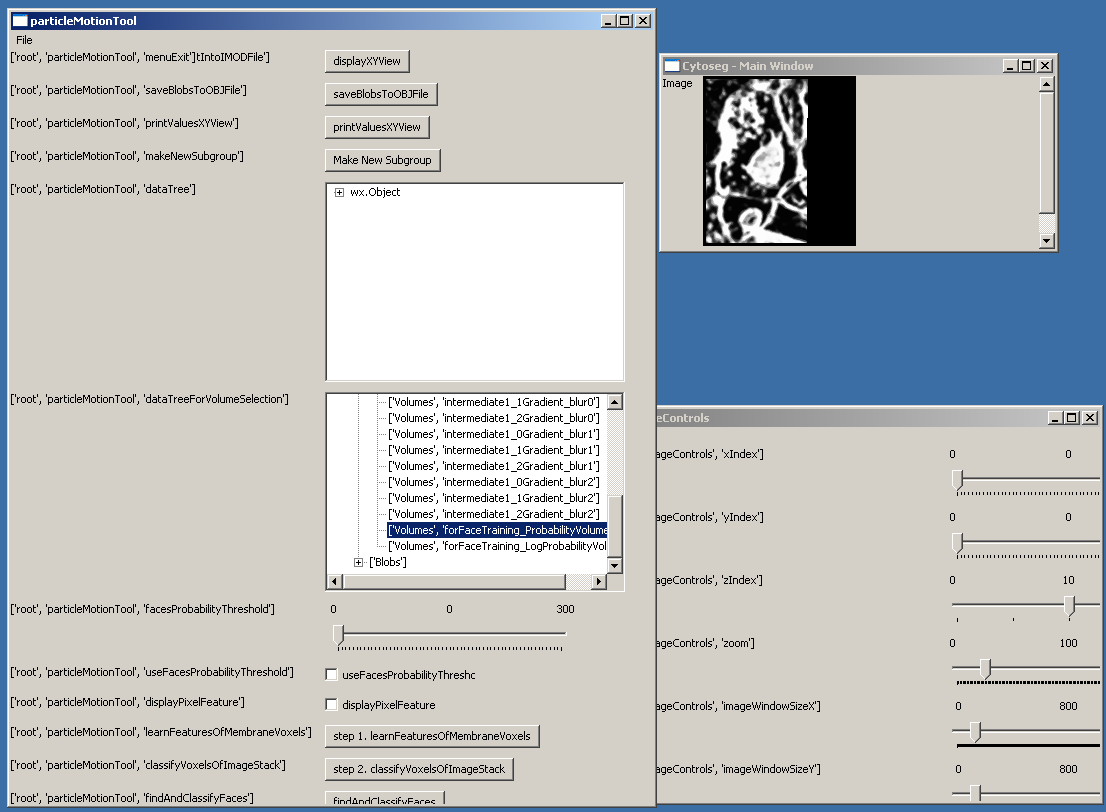 particleMotionTool
File
['root', 'particleMotionTool', 'menuExit']tIntoIMODFile']
displayXYView
['root', 'particleMotionTool', 'saveBlobsToOBJFile']
saveBlobsToOBJFile
['root', 'particleMotionTool', 'printValuesXYView']
printValuesXYView
['root', 'particleMotionTool', 'makeNewSubgroup']
Make New Subgroup
['root', 'particleMotionTool', 'dataTree']
wx.Object
['root', 'particleMotionTool', 'dataTreeForVolumeSelection']
['Volumes', 'intermediate1_1Gradient_blur0']
['Volumes', 'intermediate1_2Gradient_blur0']
['Volumes', 'intermediate1_0Gradient_blur1']
['Volumes', 'intermediate1_1Gradient_blur1']
['Volumes', 'intermediate1_2Gradient_blur1']
['Volumes', 'intermediate1_0Gradient_blur2']
['Volumes', 'intermediate1_1Gradient_blur2']
['Volumes', 'intermediate1_2Gradient_blur2']
['Volumes', 'forFaceTraining_ProbabilityVolume
['Volumes', 'forFaceTraining_LogProbabilityVol
['Blobs']
['root', 'particleMotionTool', 'facesProbabilityThreshold']
0 0 300
['root', 'particleMotionTool', 'useFacesProbabilityThreshold']
useFacesProbabilityThreshc
['root', 'particleMotionTool', 'displayPixelFeature']
displayPixelFeature
['root', 'particleMotionTool', 'learnFeaturesOfMembraneVoxels']
step 1. learnFeaturesOfMembraneVoxels
['root', 'particleMotionTool', 'classifyVoxelsOfImageStack']
step 2. classifyVoxelsOfImageStack
['root', 'particleMotionTool', 'findAndClassifyFaces']
findAndClassifyFaces
Cytoseg - Main Window
Image
eControls
ageControls', 'xIndex']
0 0
ageControls', 'yIndex']
0 0
ageControls', 'zIndex']
0 10
ageControls', 'zoom']
0 100
ageControls', 'imageWindowSizeX']
0 800
ageControls', 'imageWindowSizeY']
0 800